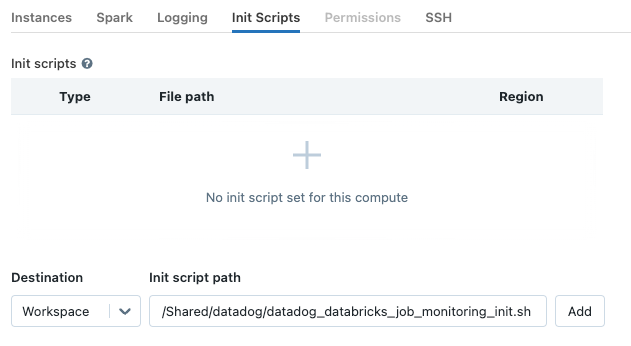 Instances Spark Logging Init Scripts Permissions SSH
Init scripts ?
Type File path Region
No init script set for this compute
Destination Init script path
Workspace /Shared/datadog/datadog_databricks_job_monitoring_init.sh Add